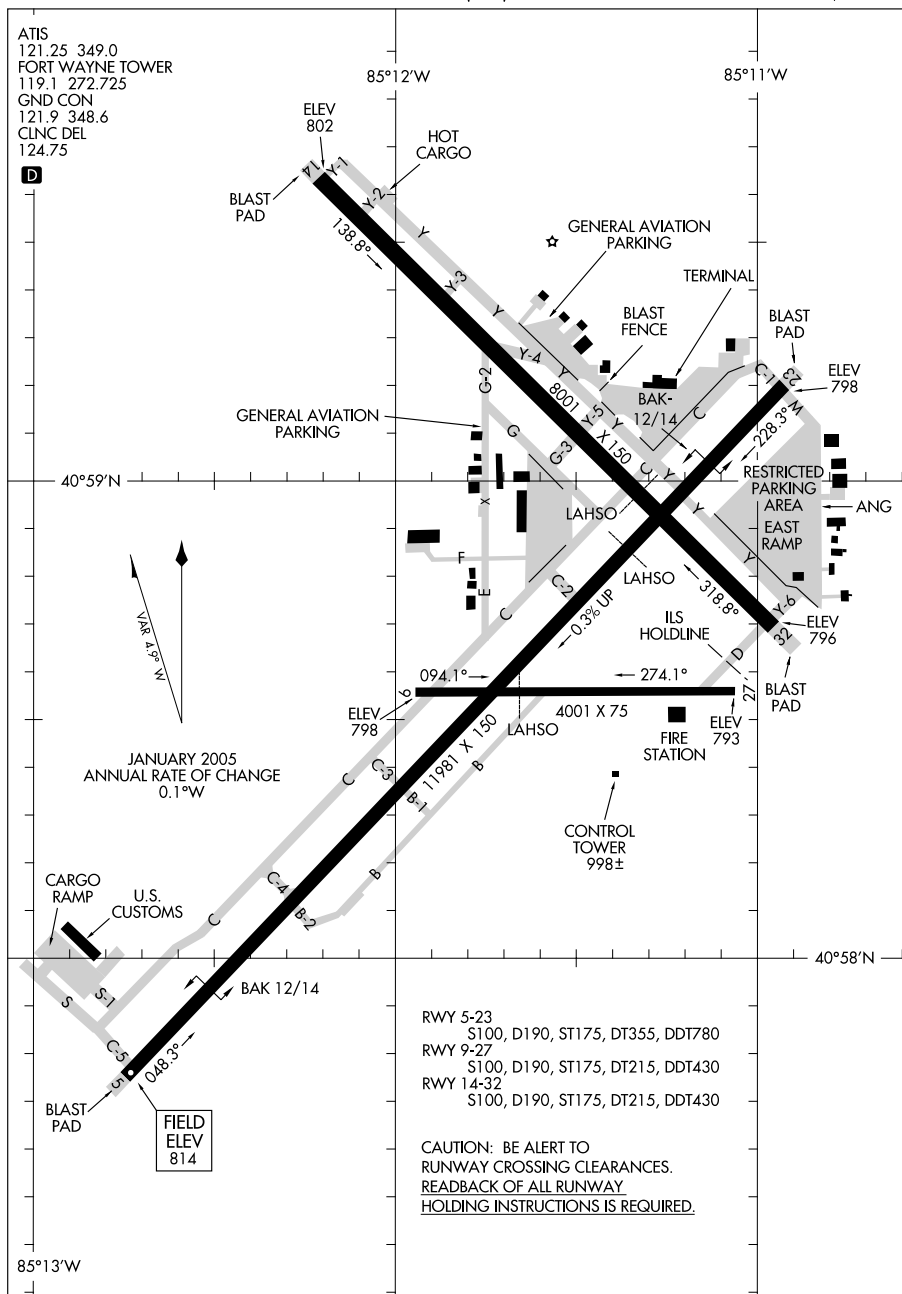 ATIS
121.25 349.0
FORT WAYNE TOWER
119.1 272.725
GND CON
121.9 348.6
CLNC DEL
124.75
D
85°12'W
85°11'W
ELEV
802
HOT
CARGO
14
Y-1
Y-2
BLAST
PAD
138.8°
Y
GENERAL AVIATION
PARKING
Y-3
Y
TERMINAL
BLAST
FENCE
BLAST
PAD
Y-4
Y
G-2
C-1
23
ELEV
798
8001 X 150
BAK-
12/14
C
W
Y-5
Y
GENERAL AVIATION
PARKING
G
G-3
228.3°
C
Y
40°59'N
RESTRICTED
PARKING
AREA
X
ANG
LAHSO
Y
EAST
RAMP
F
LAHSO
Y
C-2
318.8°
E
Y-6
C
0.3% UP
ELEV
796
ILS
HOLDLINE
32
D
VAR 4.9° W
094.1°
274.1°
9
27
BLAST
PAD
ELEV
798
4001 X 75
ELEV
793
LAHSO
FIRE
STATION
JANUARY 2005
ANNUAL RATE OF CHANGE
0.1°W
11981 X 150
C
C-3
B
B-1
CONTROL
TOWER
998±
C-4
B
CARGO
RAMP
U.S.
CUSTOMS
C
B-2
40°58'N
S
S-1
BAK 12/14
C-5
048.3°
5
BLAST
PAD
FIELD
ELEV
814
RWY 5-23
S100, D190, ST175, DT355, DDT780
RWY 9-27
S100, D190, ST175, DT215, DDT430
RWY 14-32
S100, D190, ST175, DT215, DDT430
CAUTION: BE ALERT TO
RUNWAY CROSSING CLEARANCES.
READBACK OF ALL RUNWAY
HOLDING INSTRUCTIONS IS REQUIRED.
85°13'W